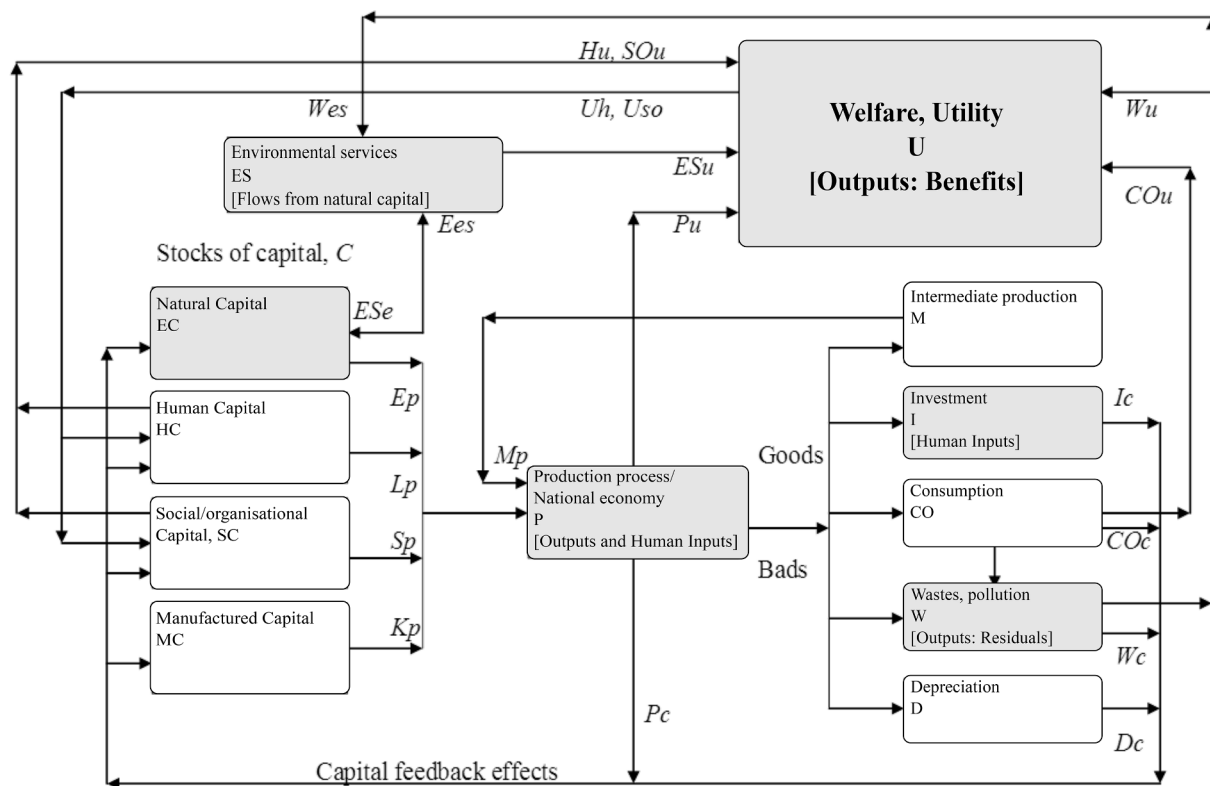 Hu, SOu
Wes
Uh, Uso
Welfare, Utility
U
[Outputs: Benefits]
Wu
Environmental services
ES
[Flows from natural capital]
ESu
COu
Ees
Pu
Stocks of capital, C
Natural Capital
EC
ESe
Intermediate production
M
Ep
Human Capital
HC
Investment
I
[Human Inputs]
Ic
Mp
Goods
Lp
Production process/
National economy
P
[Outputs and Human Inputs]
Consumption
CO
COc
Social/organisational
Capital, SC
Sp
Bads
Wastes, pollution
W
[Outputs: Residuals]
Wc
Manufactured Capital
MC
Kp
Depreciation
D
Dc
Pc
Capital feedback effects